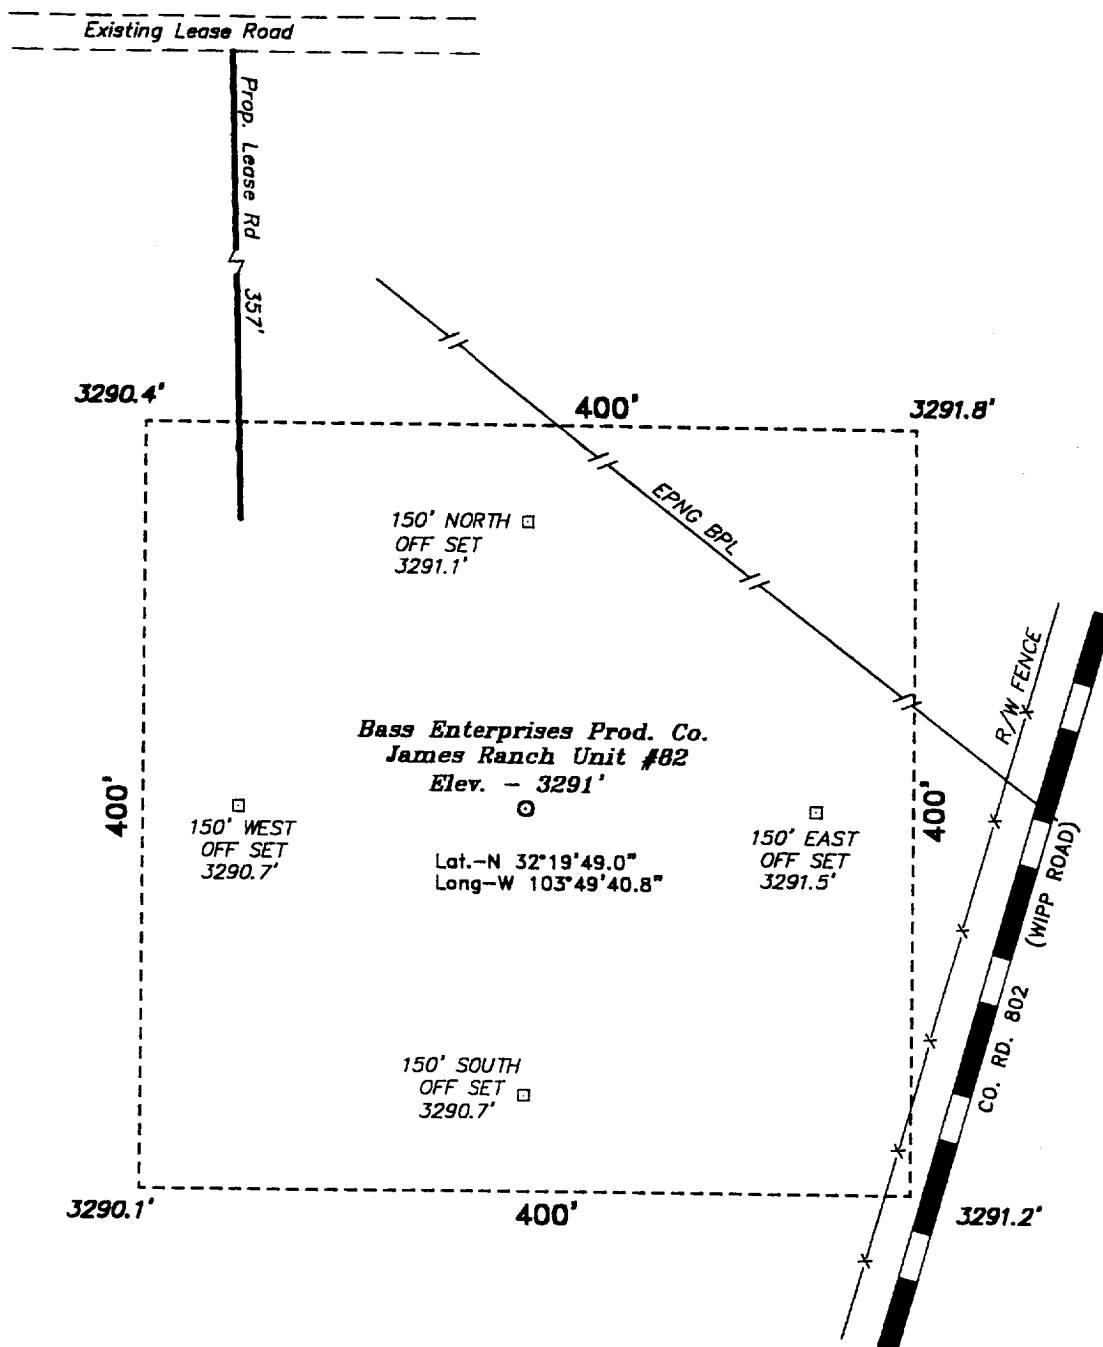 Existing Lease Road
Prop. Lease Rd
357'
3290.4'
400'
3291.8'
EPNG BPL
150' NORTH
OFF SET
3291.1'
R/W FENCE
Bass Enterprises Prod. Co.
James Ranch Unit #82
Elev. - 3291'
400'
400'
150' WEST
OFF SET
3290.7'
150' EAST
OFF SET
3291.5'
Lat.-N 32°19'49.0"
Long-W 103°49'40.8"
(WIPP ROAD)
CO. RD. 802
150' SOUTH
OFF SET
3290.7'
3290.1'
400'
3291.2'